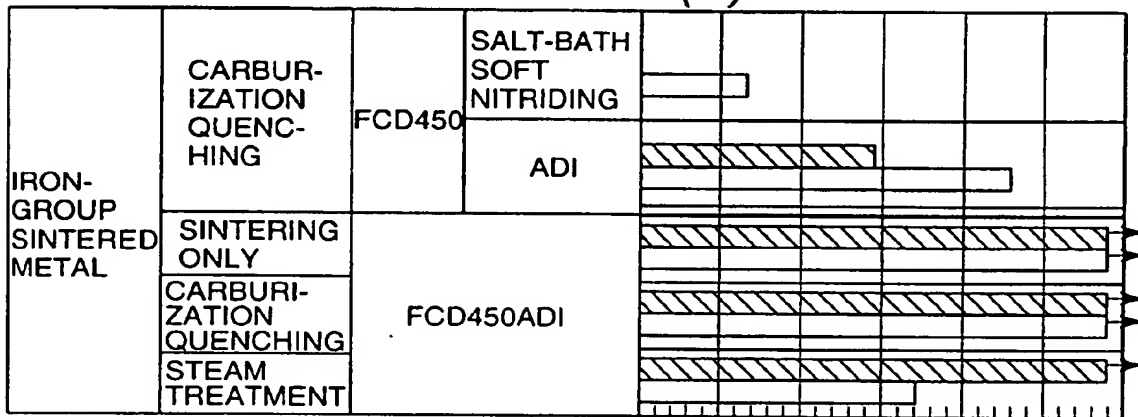 IRON-
GROUP
SINTERED
METAL
CARBUR-
IZATION
QUENC-
HING
FCD450
SALT-BATH
SOFT
NITRIDING
ADI
SINTERING
ONLY
CARBURI-
ZATION
QUENCHING
STEAM
TREATMENT
FCD450ADI